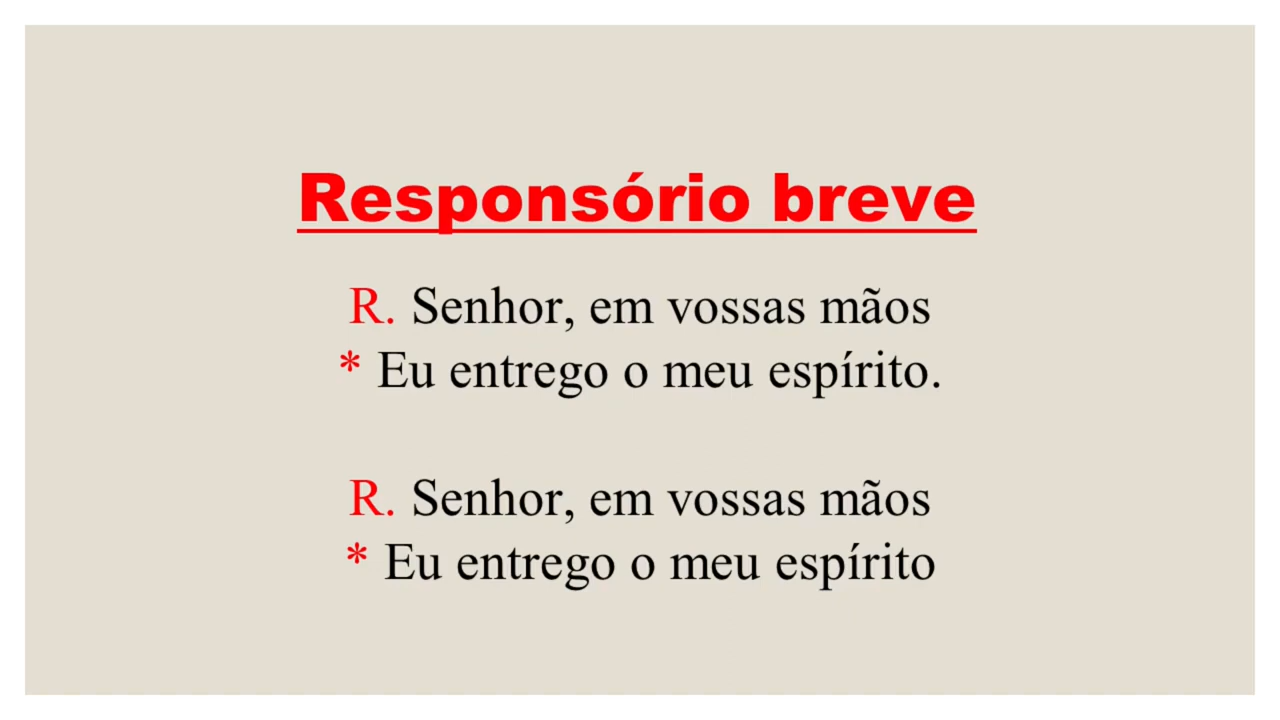 Responsório breve
R. Senhor, em vossas mãos
* Eu entrego o meu espírito.
R. Senhor, em vossas mãos
* Eu entrego o meu espírito